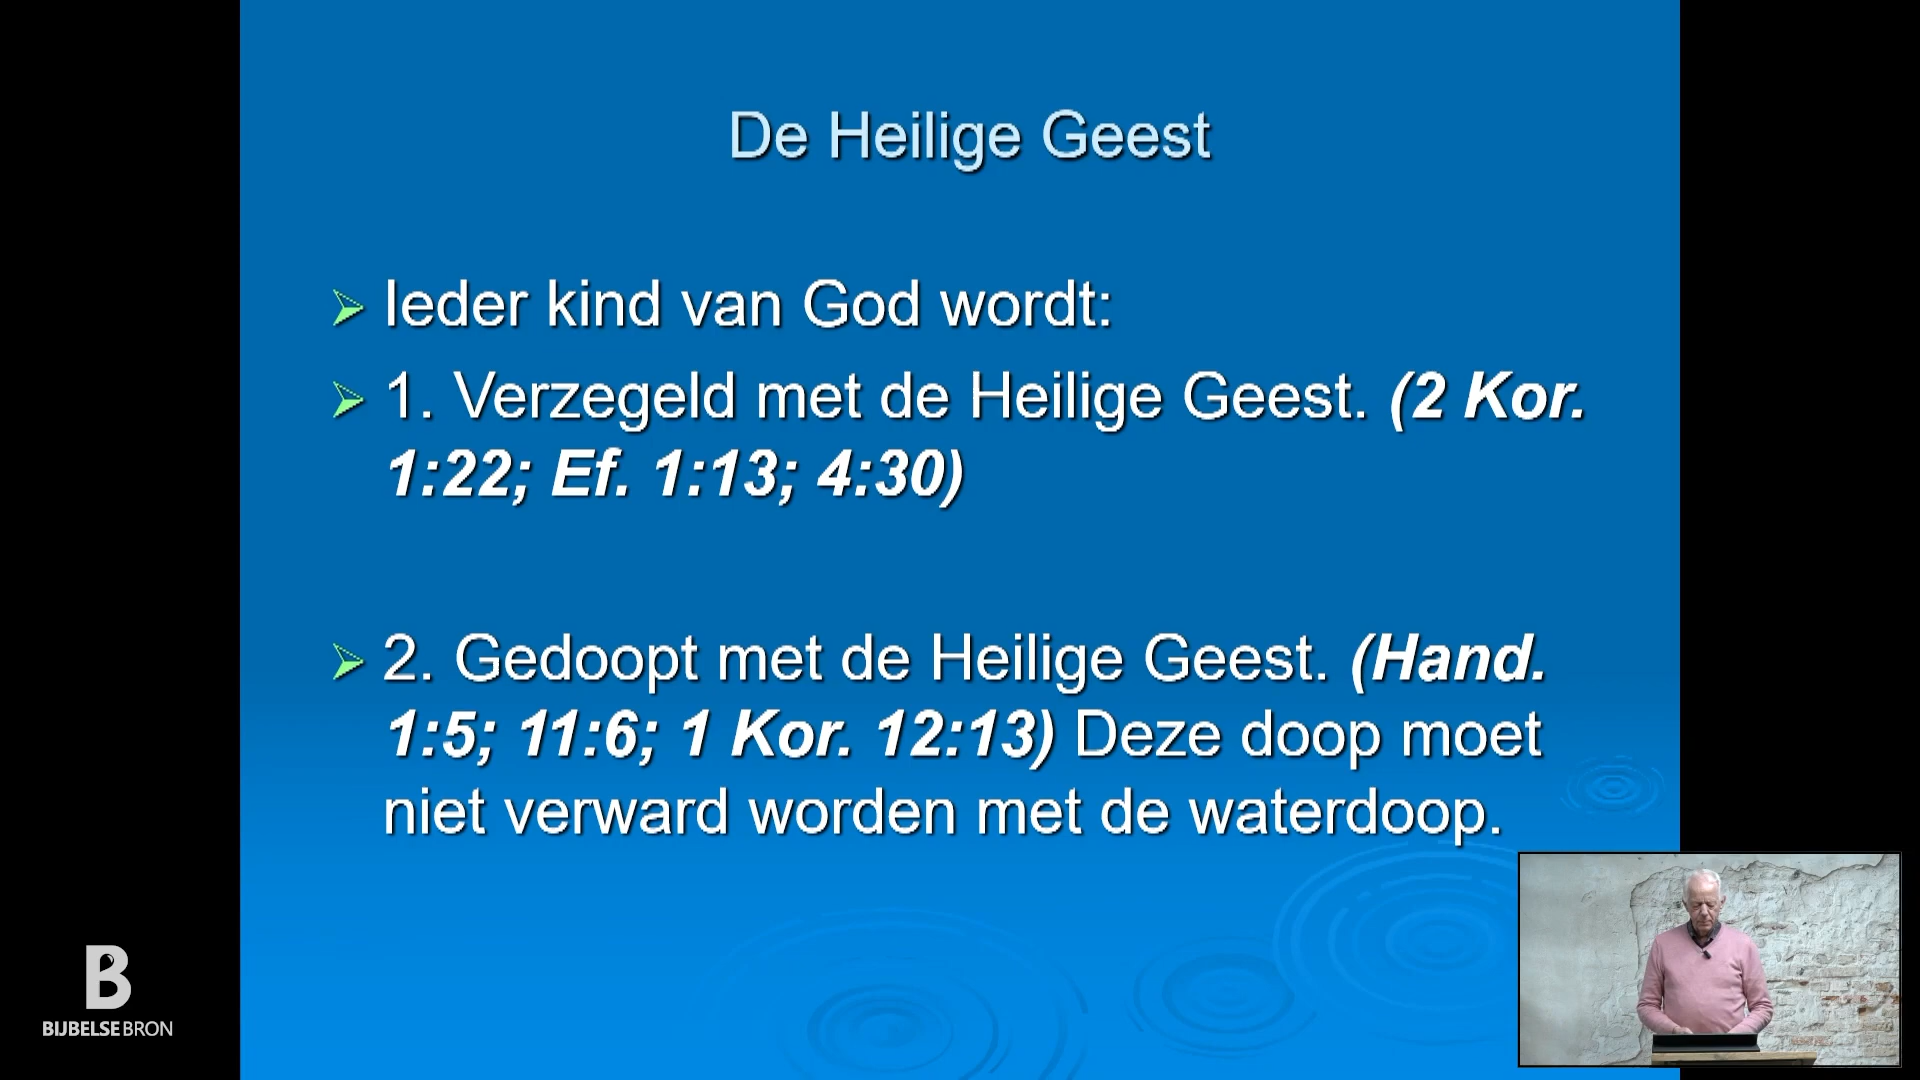 De Heilige Geest
Ieder kind van God wordt:
1. Verzegeld met de Heilige Geest. (2 Kor.
1:22; Ef. 1:13; 4:30)
2. Gedoopt met de Heilige Geest. (Hand.
1:5; 11:6; 1 Kor. 12:13) Deze doop moet
niet verward worden met de waterdoop.
B
BIJBELSE BRON